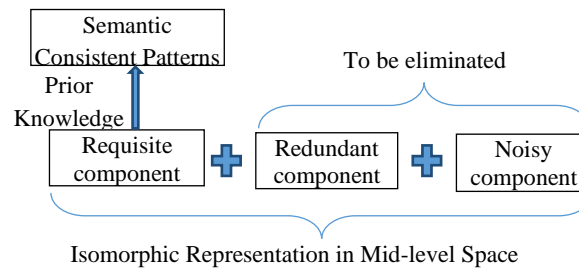 Semantic
Consistent Patterns
To be eliminated
Prior
Knowledge
Requisite
component
Redundant
component
Noisy
component
Isomorphic Representation in Mid-level Space